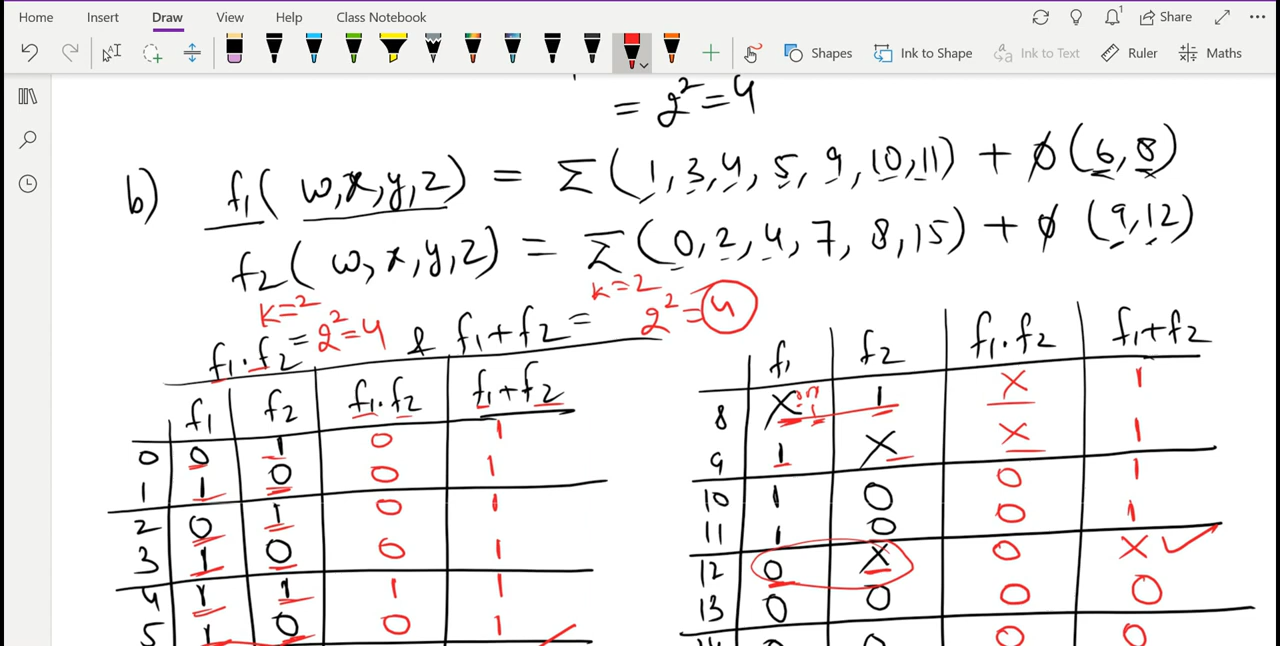 Home Insert Draw View Help Class Notebook 1 Share
Ink to Shape Ink to Text Ruler Maths Shapes
= 2² = 4
b) f₁(w,x,y,z) = Σ(1,3,4,5,9,10,11) + ϕ(6,8)
f₂(w,x,y,z) = Σ(0,2,4,7,8,15) + ϕ(9,12)
K=2 K=2
f₁.f₂ = 2²=4 & f₁+f₂ = 2²=4
f₁ f₂ f₁.f₂ f₁+f₂
0 0 1 0 1
1 1 0 0 1
2 0 1 0 1
3 1 0 0 1
4 1 1 1 1
5 1 0 0 1
f₁ f₂ f₁.f₂ f₁+f₂
8 X 1 X 1
9 1 X X 1
10 1 0 0 1
11 1 0 0 1
12 0 X 0 X ✓
13 0 0 0 0
14 0 0 0 0